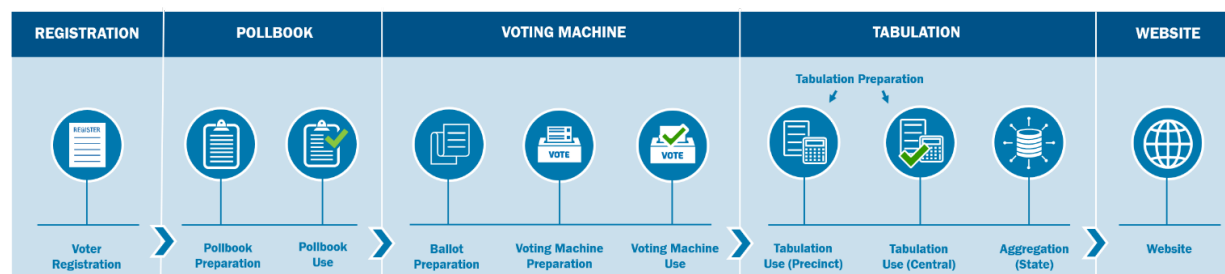 REGISTRATION
POLLBOOK
VOTING MACHINE
TABULATION
WEBSITE
Tabulation Preparation
REGISTER
VOTE
VOTE
Voter
Registration
Pollbook
Preparation
Pollbook
Use
Ballot
Preparation
Voting Machine
Preparation
Voting Machine
Use
Tabulation
Use (Precinct)
Tabulation
Use (Central)
Aggregation
(State)
Website